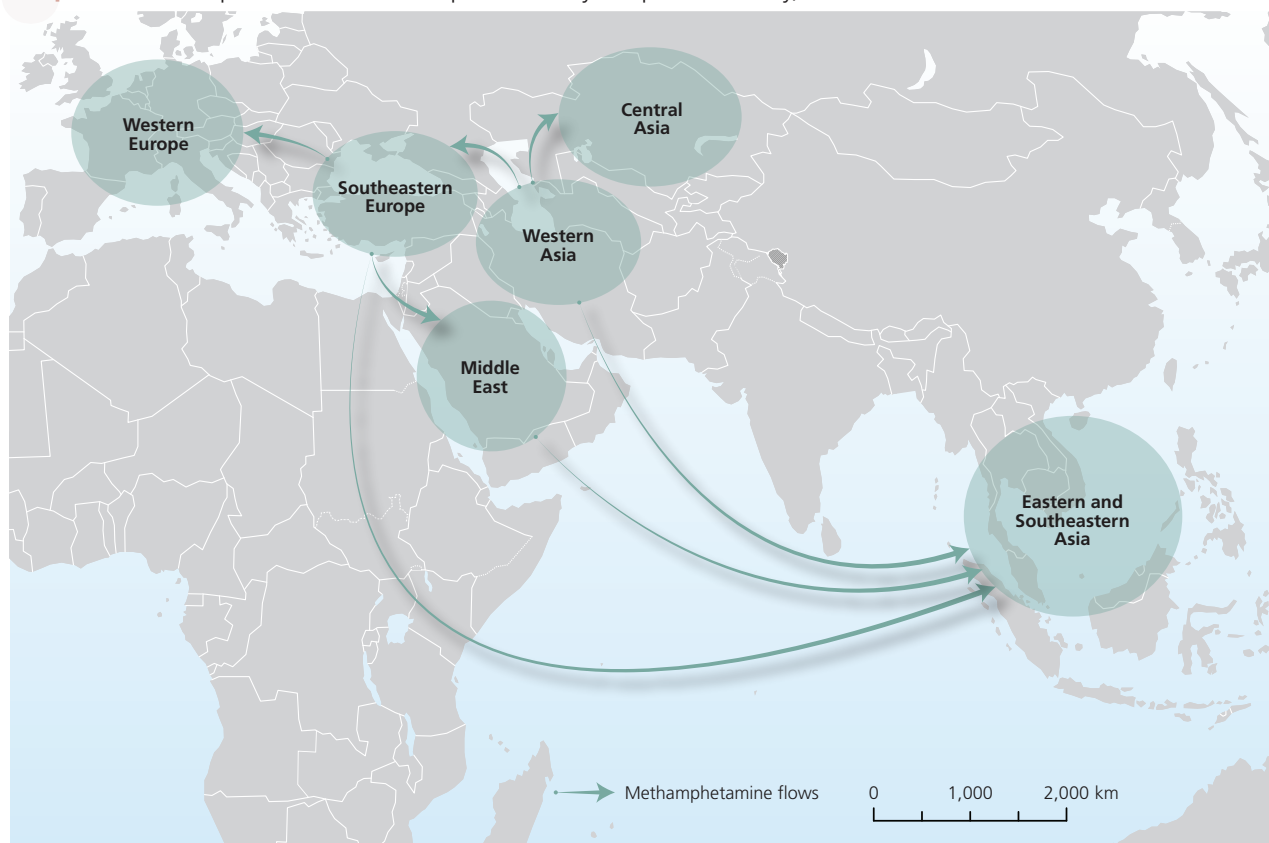 Western
Europe
Central
Asia
Southeastern
Europe
Western
Asia
Middle
East
Eastern and
Southeastern
Asia
Methamphetamine flows
0 1,000 2,000 km